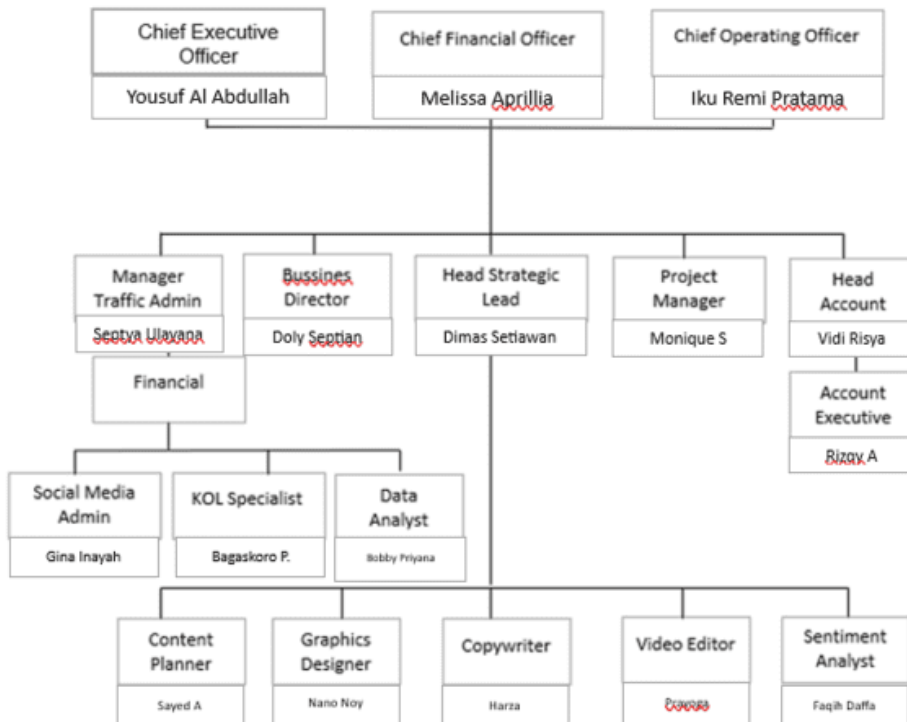 Chief Executive
Officer
Yousuf Al Abdullah
Chief Financial Officer
Melissa Aprillia
Chief Operating Officer
Iku Remi Pratama
Manager
Traffic Admin
Septya Ulayana
Bussines
Director
Doly Septian
Head Strategic
Lead
Dimas Setiawan
Project
Manager
Monique S
Head
Account
Vidi Risya
Financial
Account
Executive
Rizqy A
Social Media
Admin
Gina Inayah
KOL Specialist
Bagaskoro P.
Data
Analyst
Bobby Priyana
Content
Planner
Sayed A
Graphics
Designer
Nano Noy
Copywriter
Harza
Video Editor
Prayoga
Sentiment
Analyst
Faqih Daffa